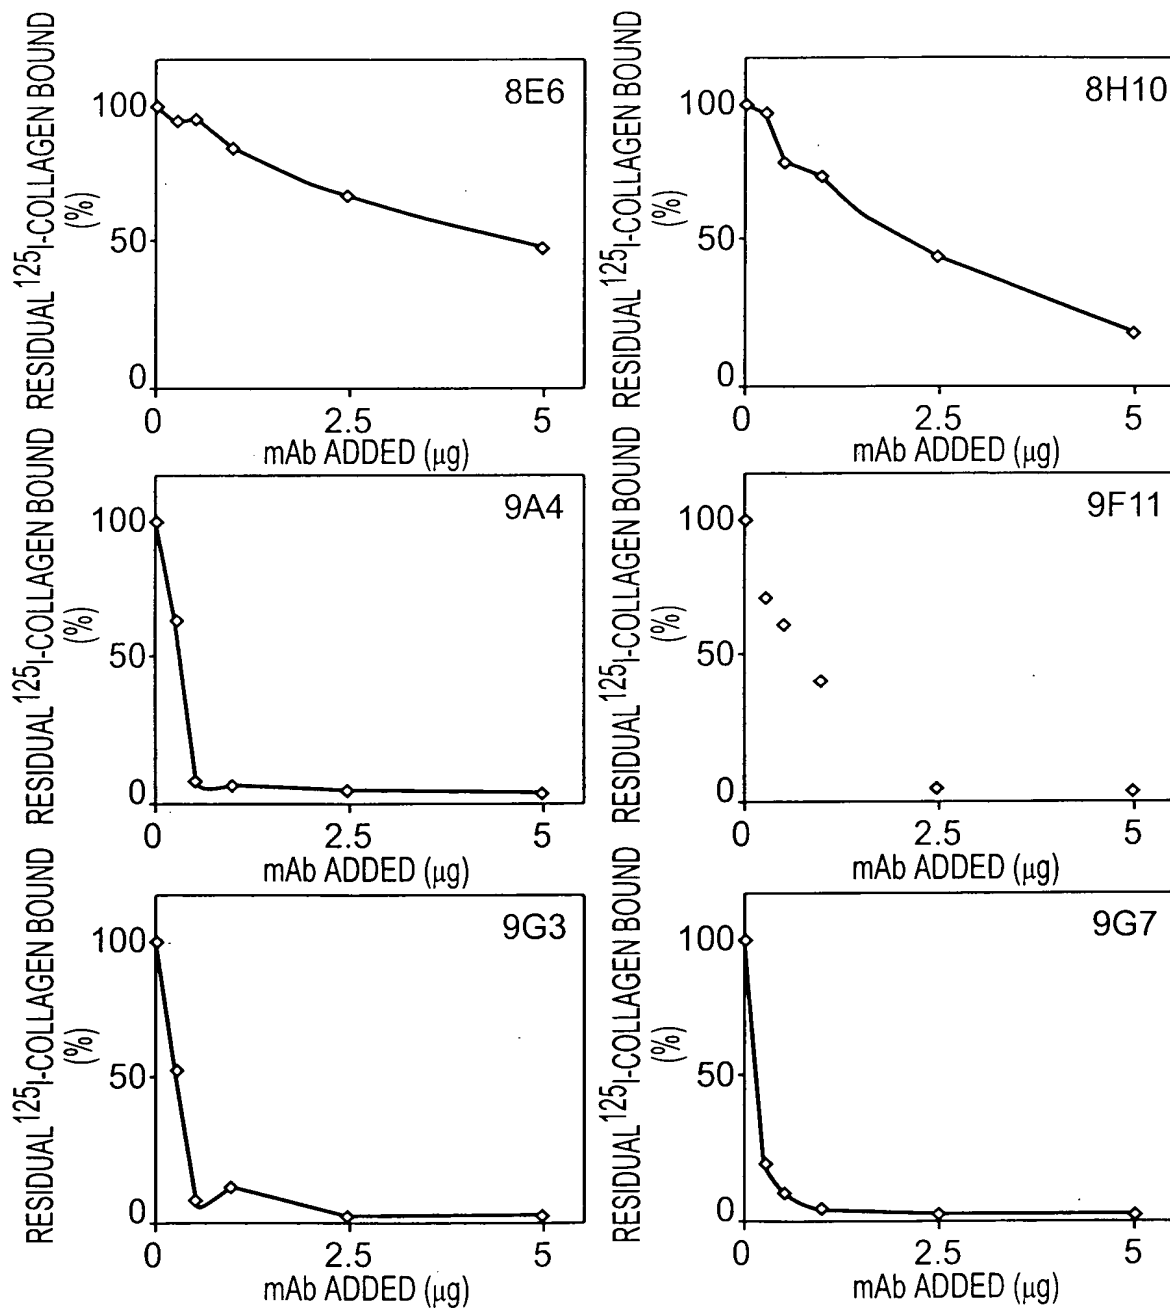 8E6
RESIDUAL ¹²⁵I-COLLAGEN BOUND
(%)
100
50
0
0
2.5
5
mAb ADDED (μg)
8H10
RESIDUAL ¹²⁵I-COLLAGEN BOUND
(%)
100
50
0
0
2.5
5
mAb ADDED (μg)
9A4
RESIDUAL ¹²⁵I-COLLAGEN BOUND
(%)
100
50
0
0
2.5
5
mAb ADDED (μg)
9F11
RESIDUAL ¹²⁵I-COLLAGEN BOUND
(%)
100
50
0
0
2.5
5
mAb ADDED (μg)
9G3
RESIDUAL ¹²⁵I-COLLAGEN BOUND
(%)
100
50
0
0
2.5
5
mAb ADDED (μg)
9G7
RESIDUAL ¹²⁵I-COLLAGEN BOUND
(%)
100
50
0
0
2.5
5
mAb ADDED (μg)